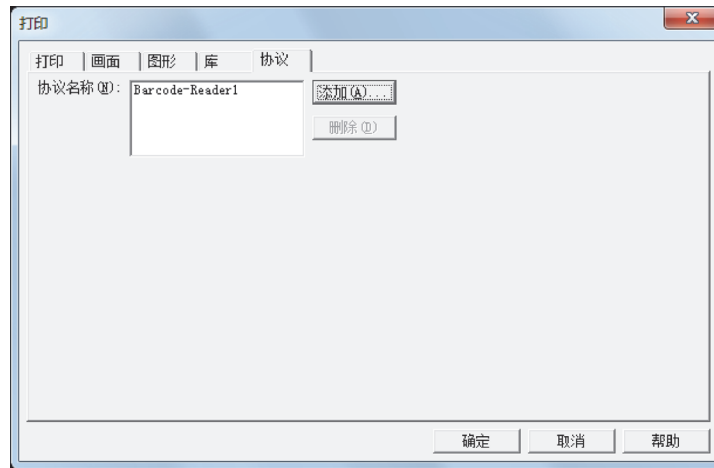 打印
打印 画面 图形 库 协议
协议名称(N): Barcode-Reader1 添加(A)...
删除(D)
确定 取消 帮助